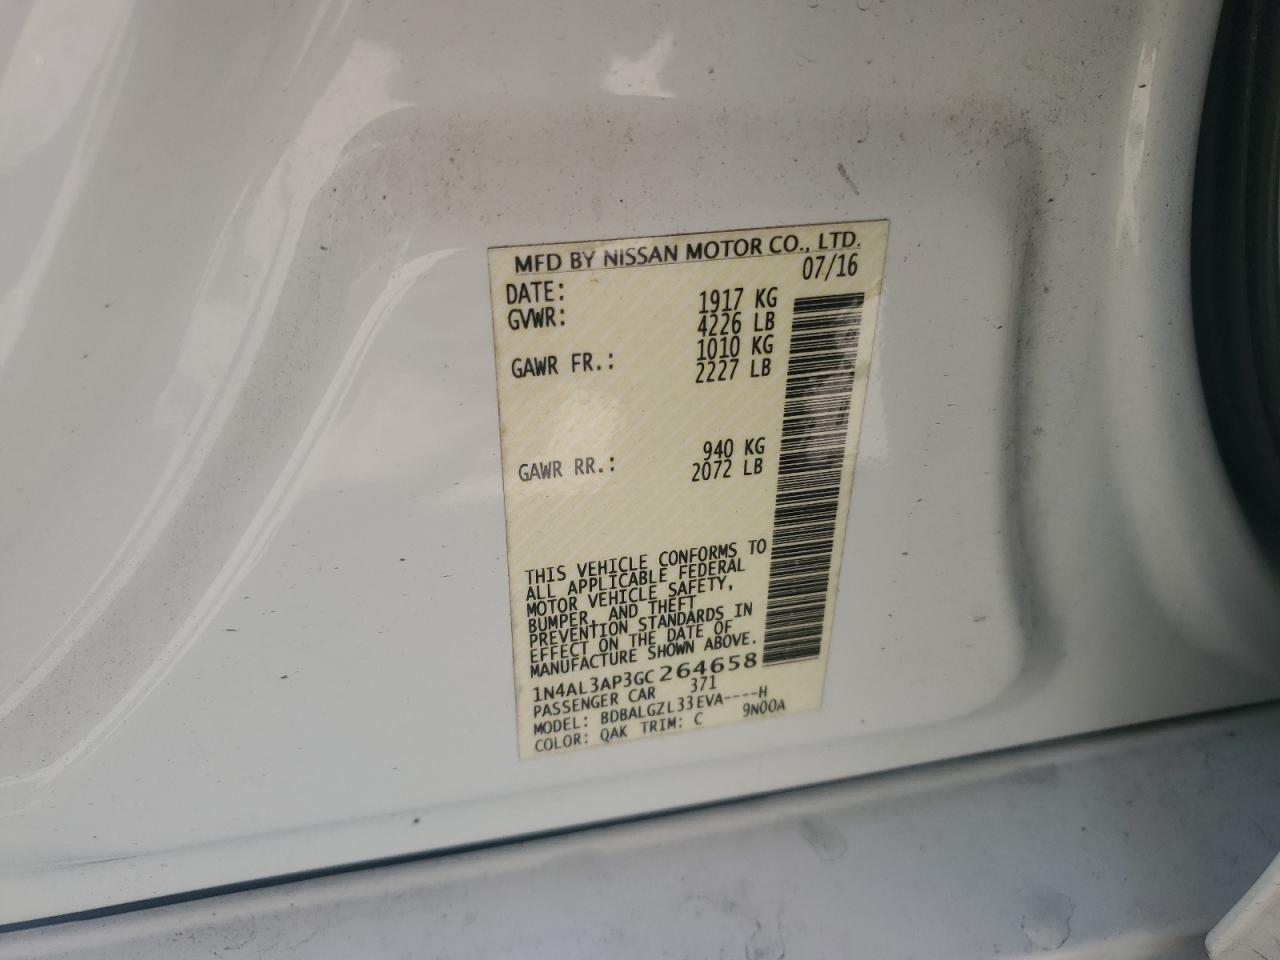 MFD BY NISSAN MOTOR CO., LTD.
DATE: 07/16
GVWR: 1917 KG
4226 LB
GAWR FR.: 1010 KG
2227 LB
GAWR RR.: 940 KG
2072 LB
THIS VEHICLE CONFORMS TO
ALL APPLICABLE FEDERAL
MOTOR VEHICLE SAFETY,
BUMPER, AND THEFT
PREVENTION STANDARDS IN
EFFECT ON THE DATE OF
MANUFACTURE SHOWN ABOVE.
1N4AL3AP3GC264658
PASSENGER CAR 371
MODEL: BDBALGZL33EVA----H
COLOR: QAK TRIM: C 9N00A